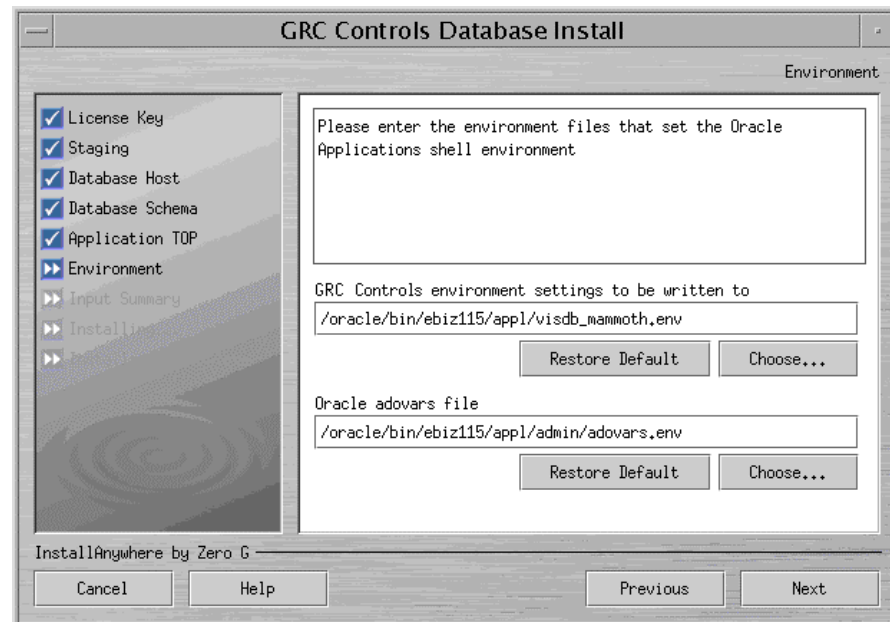 GRC Controls Database Install
Environment
License Key
Staging
Database Host
Database Schema
Application TOP
Environment
Input Summary
Installing
Please enter the environment files that set the Oracle
Applications shell environment
GRC Controls environment settings to be written to
/oracle/bin/ebiz115/appl/visdb_mammoth.env
Restore Default
Choose...
Oracle adovars file
/oracle/bin/ebiz115/appl/admin/adovars.env
Restore Default
Choose...
InstallAnywhere by Zero G
Cancel
Help
Previous
Next